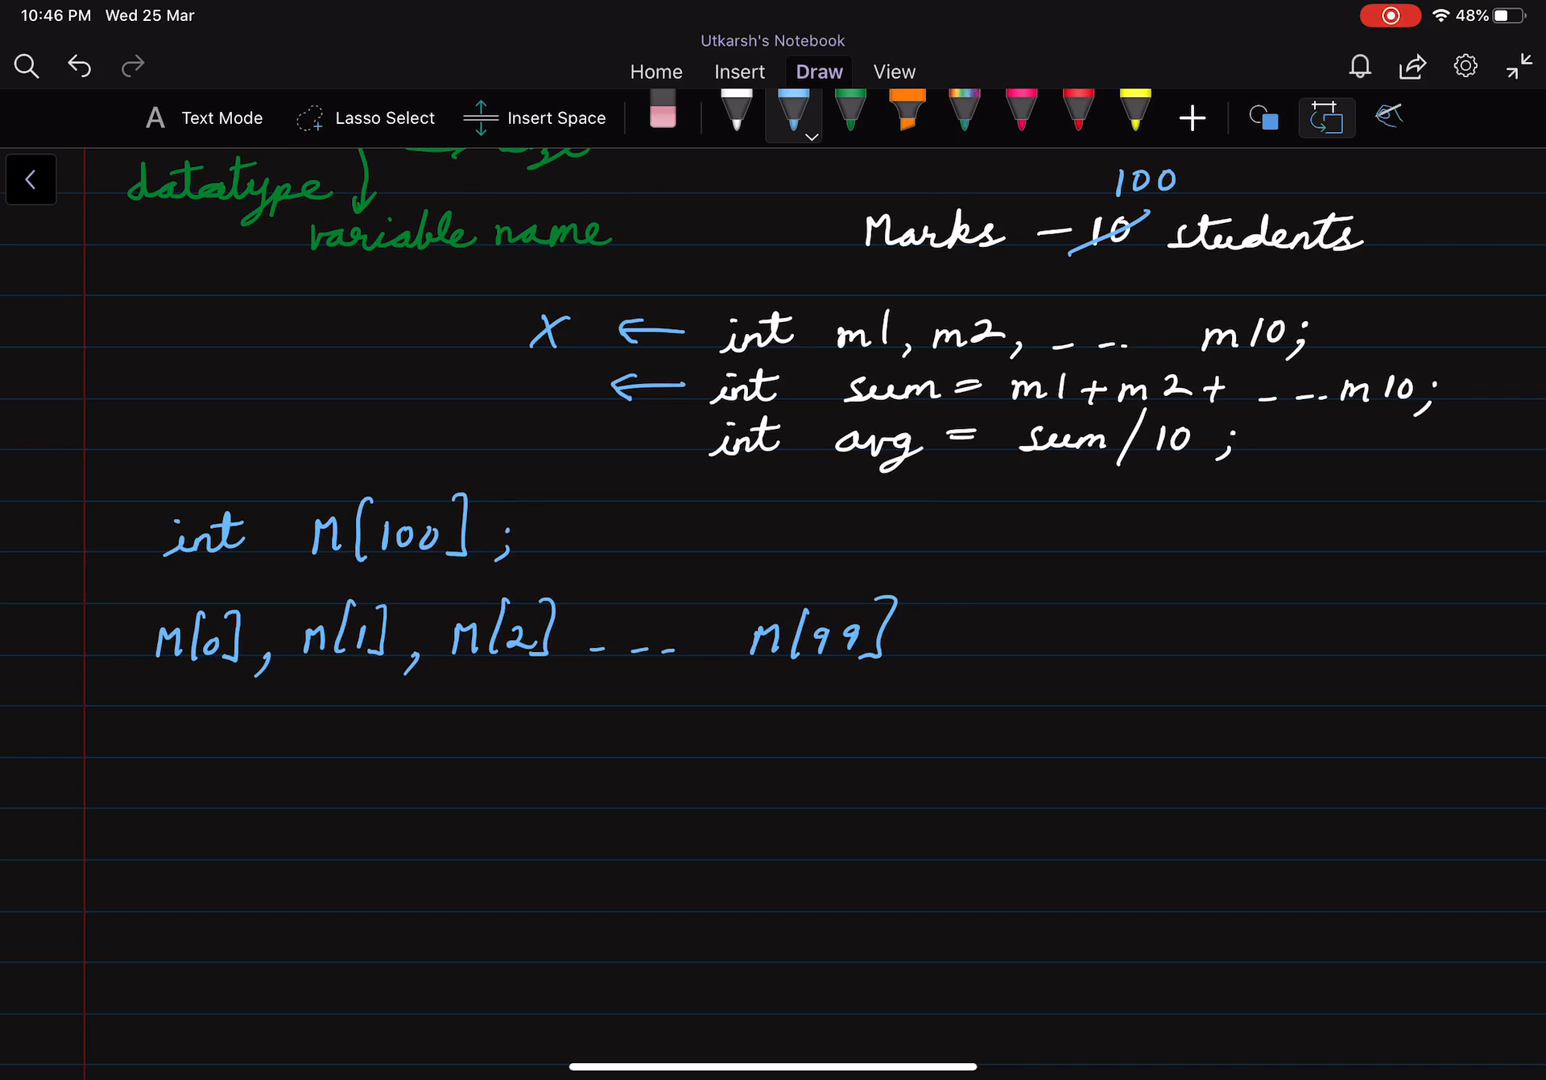 10:46 PM Wed 25 Mar
48%
Utkarsh's Notebook
Home Insert Draw View
A Text Mode Lasso Select Insert Space
datatype
variable name
100
Marks - 10 students
X ← int m1, m2, - -.. m10;
← int sum = m1+m2+ - -.. m10;
int avg = sum/10;
int M[100];
M[0], M[1], M[2] - - - - M[99]